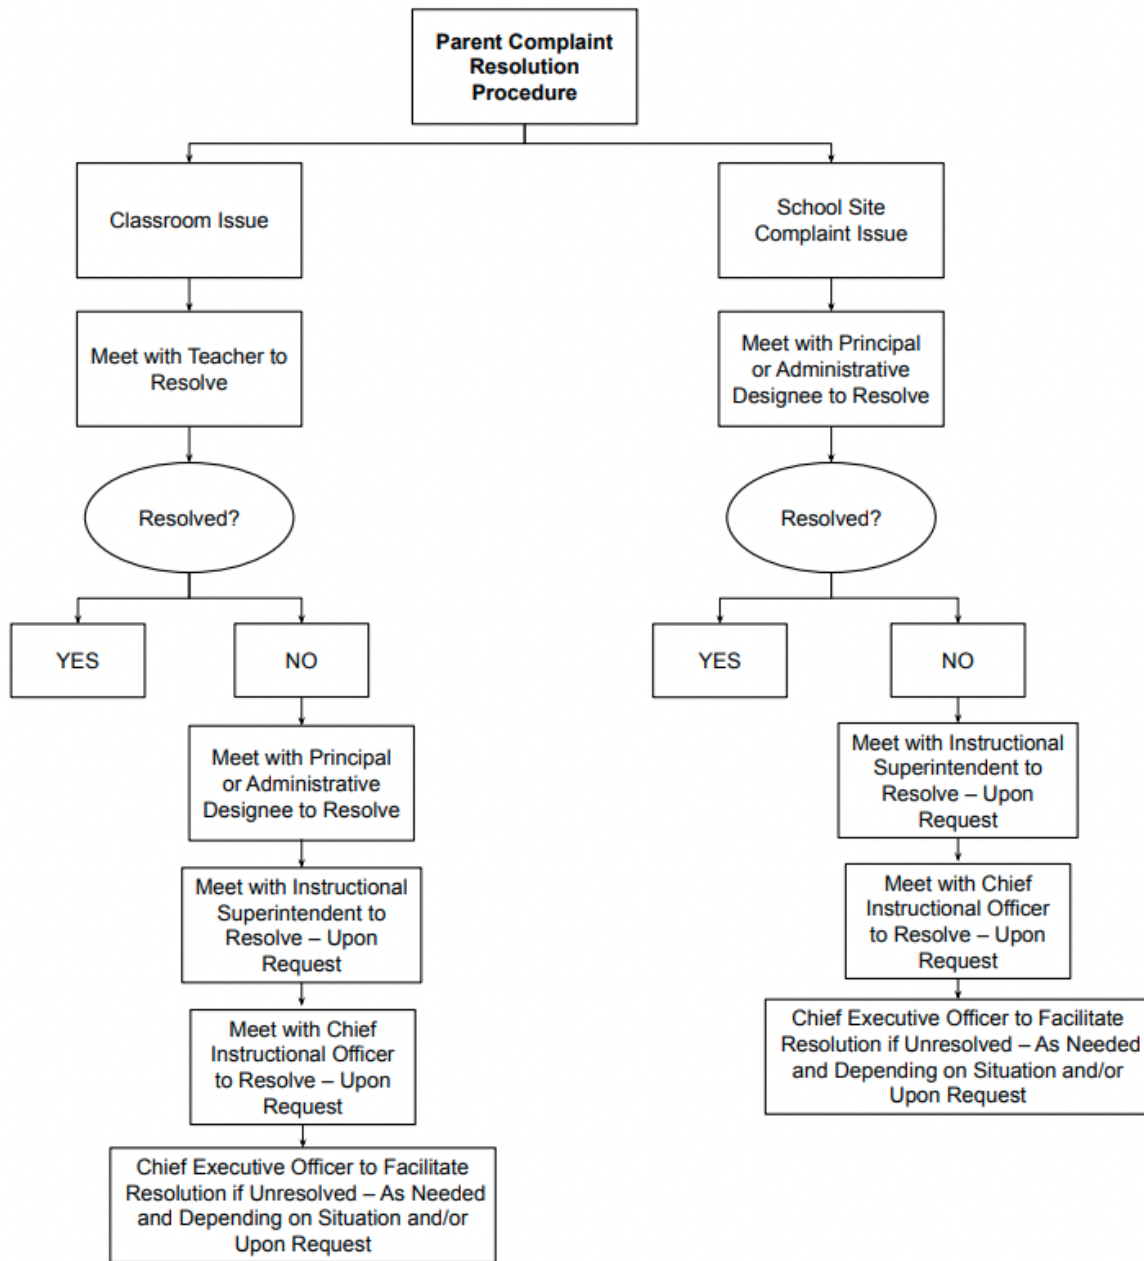 Parent Complaint
Resolution
Procedure
Classroom Issue
Meet with Teacher to
Resolve
Resolved?
YES
NO
Meet with Principal
or Administrative
Designee to Resolve
Meet with Instructional
Superintendent to
Resolve – Upon
Request
Meet with Chief
Instructional Officer
to Resolve – Upon
Request
Chief Executive Officer to Facilitate
Resolution if Unresolved – As Needed
and Depending on Situation and/or
Upon Request
School Site
Complaint Issue
Meet with Principal
or Administrative
Designee to Resolve
Resolved?
YES
NO
Meet with Instructional
Superintendent to
Resolve – Upon
Request
Meet with Chief
Instructional Officer
to Resolve – Upon
Request
Chief Executive Officer to Facilitate
Resolution if Unresolved – As Needed
and Depending on Situation and/or
Upon Request